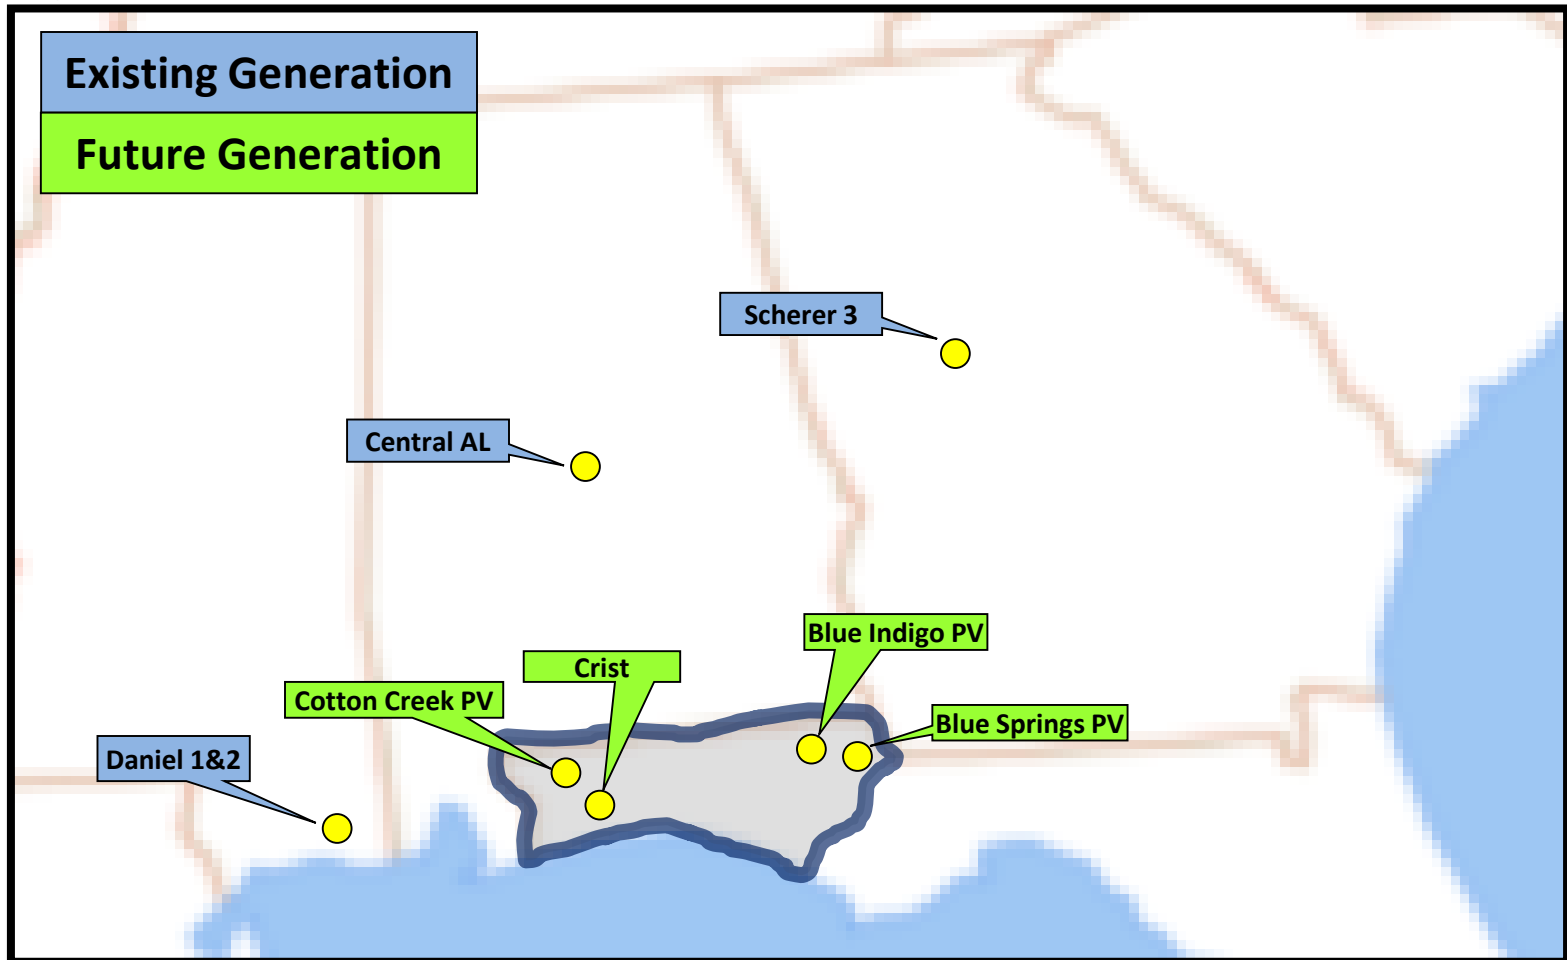 Existing Generation
Future Generation
Scherer 3
Central AL
Blue Indigo PV
Crist
Cotton Creek PV
Blue Springs PV
Daniel 1&2